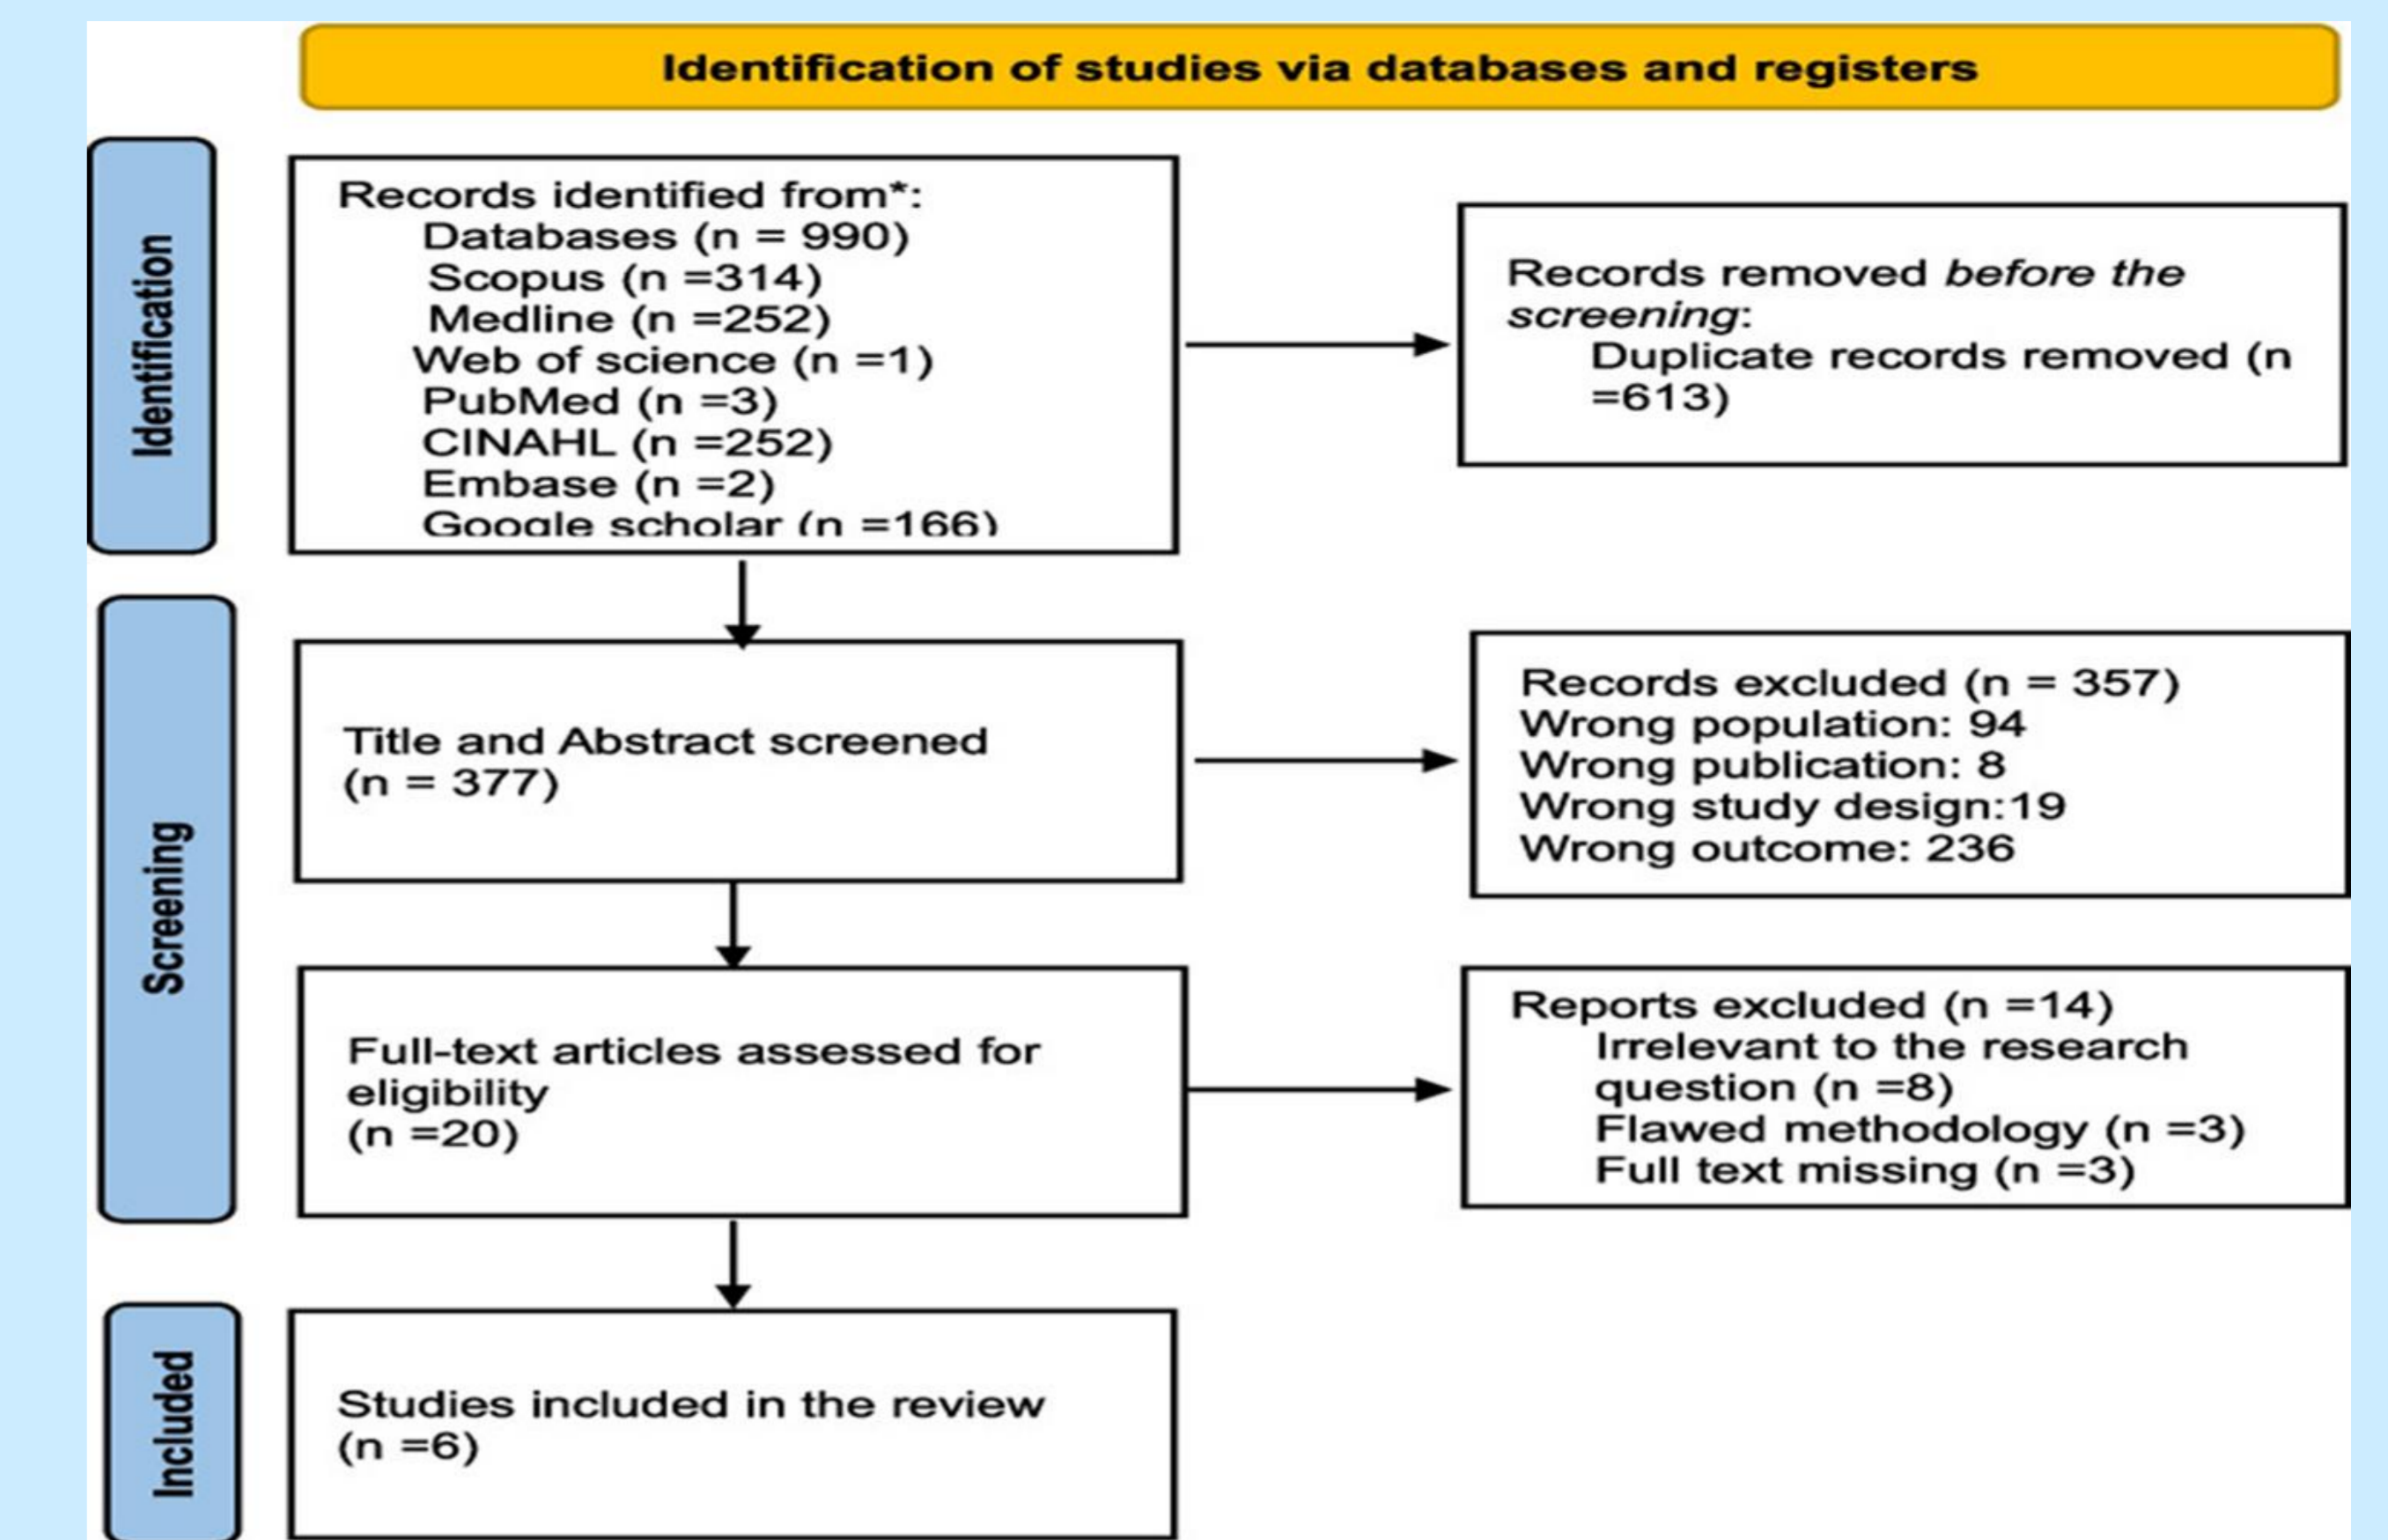 Identification of studies via databases and registers
Identification
Records identified from*:
Databases (n = 990)
Scopus (n =314)
Medline (n =252)
Web of science (n =1)
PubMed (n =3)
CINAHL (n =252)
Embase (n =2)
Google scholar (n =166)
Records removed before the
screening:
Duplicate records removed (n
=613)
Screening
Title and Abstract screened
(n = 377)
Records excluded (n = 357)
Wrong population: 94
Wrong publication: 8
Wrong study design:19
Wrong outcome: 236
Full-text articles assessed for
eligibility
(n =20)
Reports excluded (n =14)
Irrelevant to the research
question (n =8)
Flawed methodology (n =3)
Full text missing (n =3)
Included
Studies included in the review
(n =6)